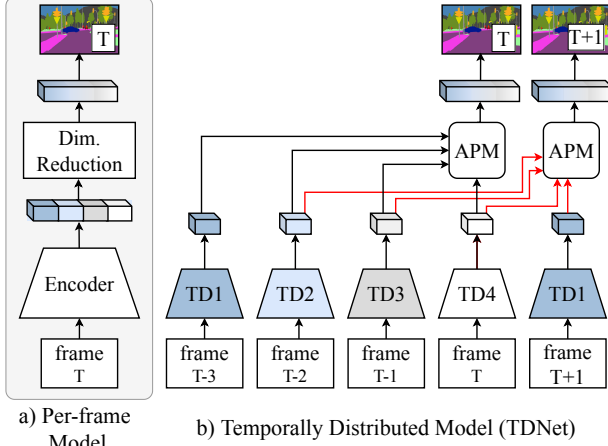 T
T
T+1
Dim.
Reduction
APM
APM
Encoder
TD1
TD2
TD3
TD4
TD1
frame
T
frame
T-3
frame
T-2
frame
T-1
frame
T
frame
T+1
a) Per-frame
Model
b) Temporally Distributed Model (TDNet)